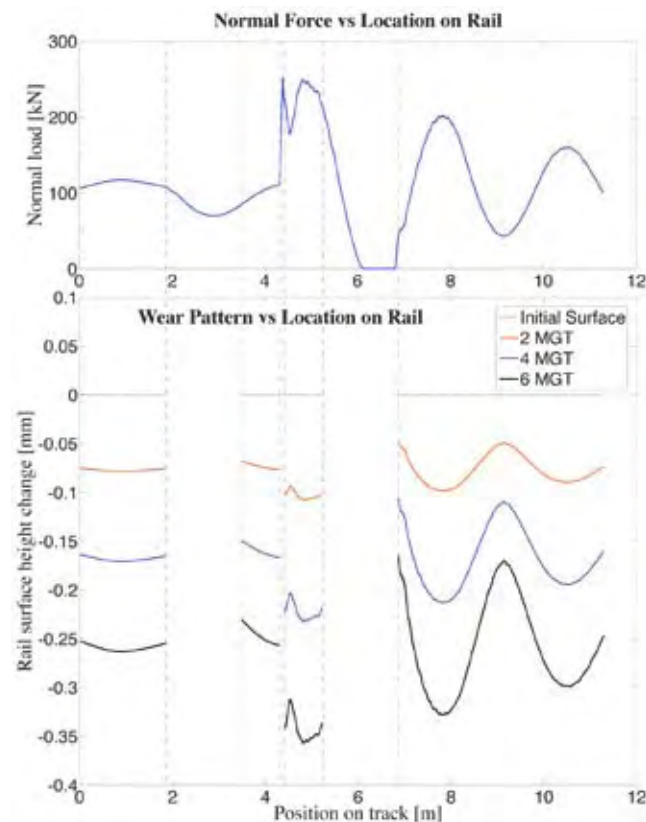 Normal Force vs Location on Rail
300
200
100
0
Normal load [kN]
0 2 4 6 8 10 12
Wear Pattern vs Location on Rail
Initial Surface
2 MGT
4 MGT
6 MGT
0.1
0.05
0
-0.05
-0.1
-0.15
-0.2
-0.25
-0.3
-0.35
-0.4
Rail surface height change [mm]
0 2 4 6 8 10 12
Position on track [m]